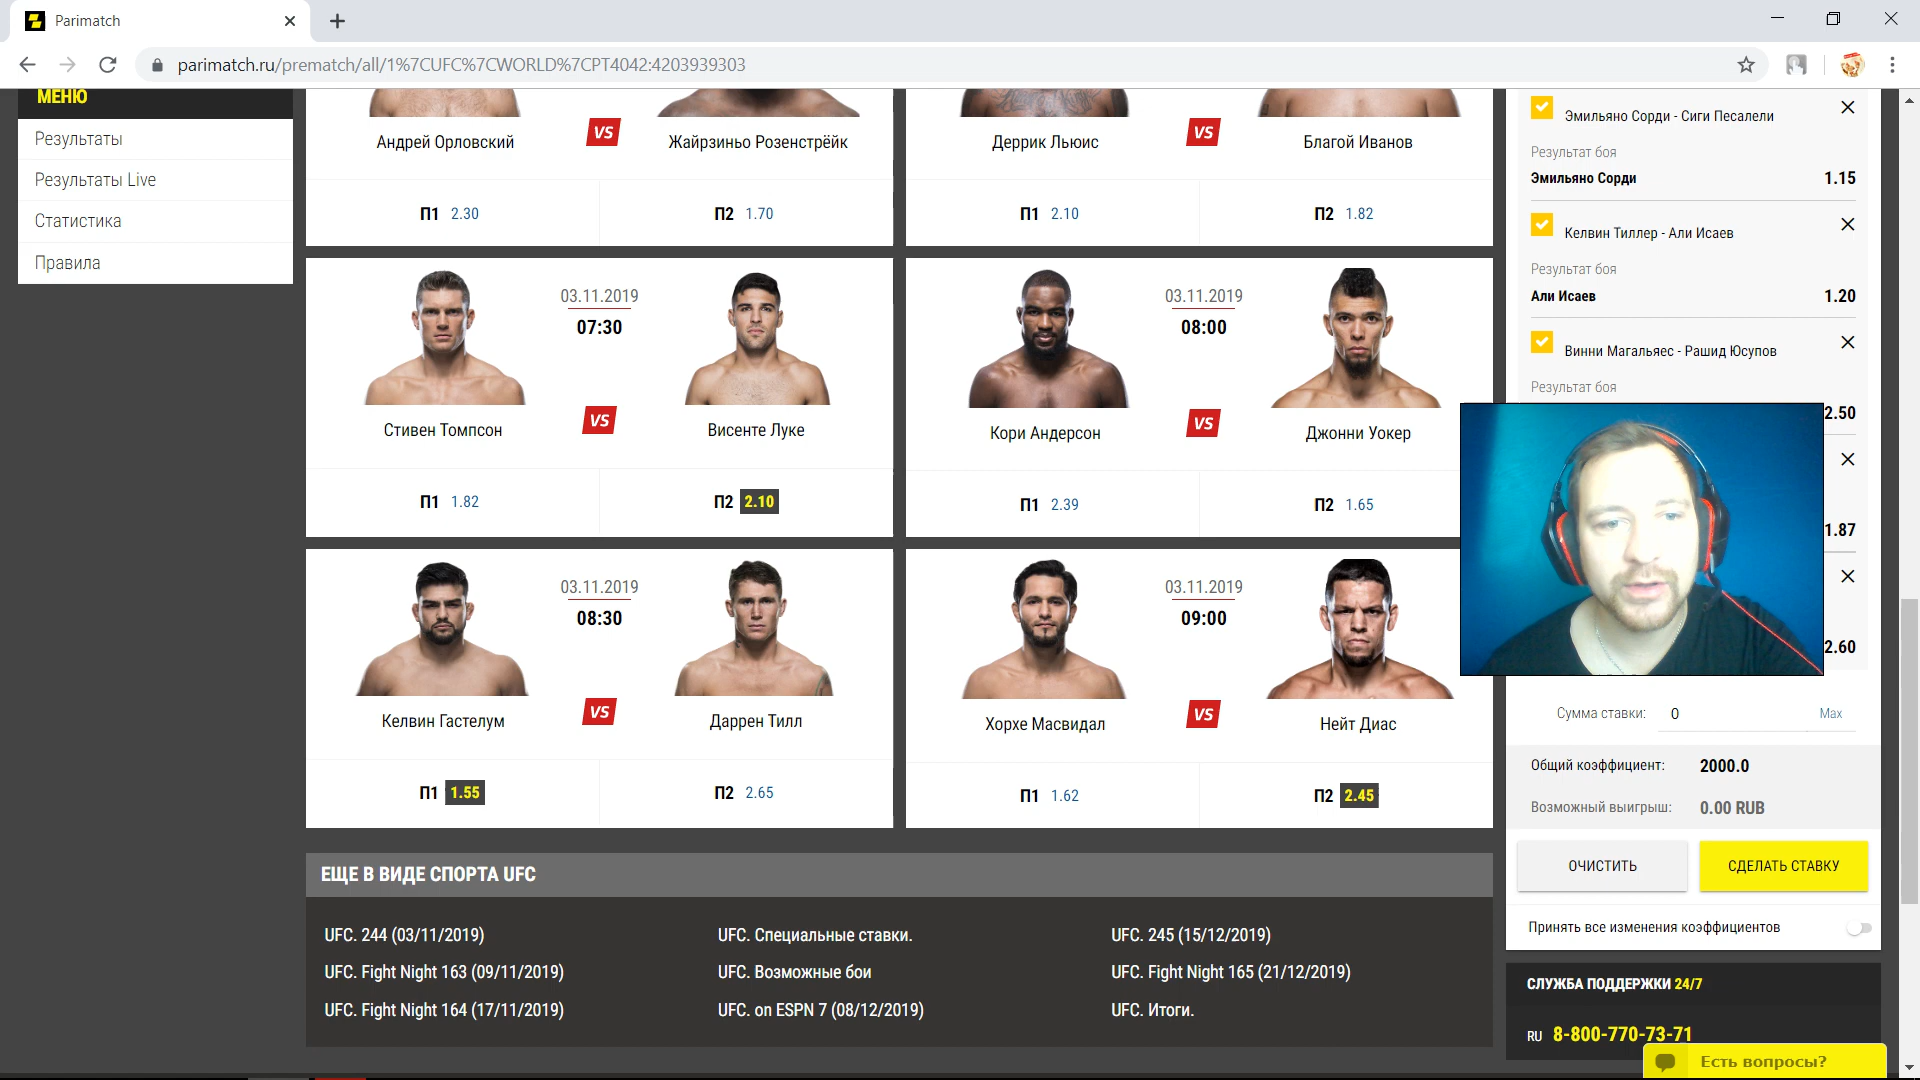 Parimatch
parimatch.ru/prematch/all/1%7CUFC%7CWORLD%7CPT4042:4203939303
МЕНЮ
Результаты
Результаты Live
Статистика
Правила
Андрей Орловский
VS
Жайрзиньо Розенстрёйк
П1 2.30
П2 1.70
Деррик Льюис
VS
Благой Иванов
П1 2.10
П2 1.82
03.11.2019
07:30
Стивен Томпсон
VS
Висенте Луке
П1 1.82
П2 2.10
03.11.2019
08:00
Кори Андерсон
VS
Джонни Уокер
П1 2.39
П2 1.65
03.11.2019
08:30
Келвин Гастелум
VS
Даррен Тилл
П1 1.55
П2 2.65
03.11.2019
09:00
Хорхе Масвидал
VS
Нейт Диас
П1 1.62
П2 2.45
ЕЩЕ В ВИДЕ СПОРТА UFC
UFC. 244 (03/11/2019)
UFC. Специальные ставки.
UFC. 245 (15/12/2019)
UFC. Fight Night 163 (09/11/2019)
UFC. Возможные бои
UFC. Fight Night 165 (21/12/2019)
UFC. Fight Night 164 (17/11/2019)
UFC. on ESPN 7 (08/12/2019)
UFC. Итоги.
Эмильяно Сорди - Сиги Песалели
Результат боя
Эмильяно Сорди 1.15
Келвин Тиллер - Али Исаев
Результат боя
Али Исаев 1.20
Винни Магальяес - Рашид Юсупов
Результат боя
2.50
1.87
2.60
Сумма ставки: 0 Max
Общий коэффициент: 2000.0
Возможный выигрыш: 0.00 RUB
ОЧИСТИТЬ
СДЕЛАТЬ СТАВКУ
Принять все изменения коэффициентов
СЛУЖБА ПОДДЕРЖКИ 24/7
RU 8-800-770-73-71
Есть вопросы?